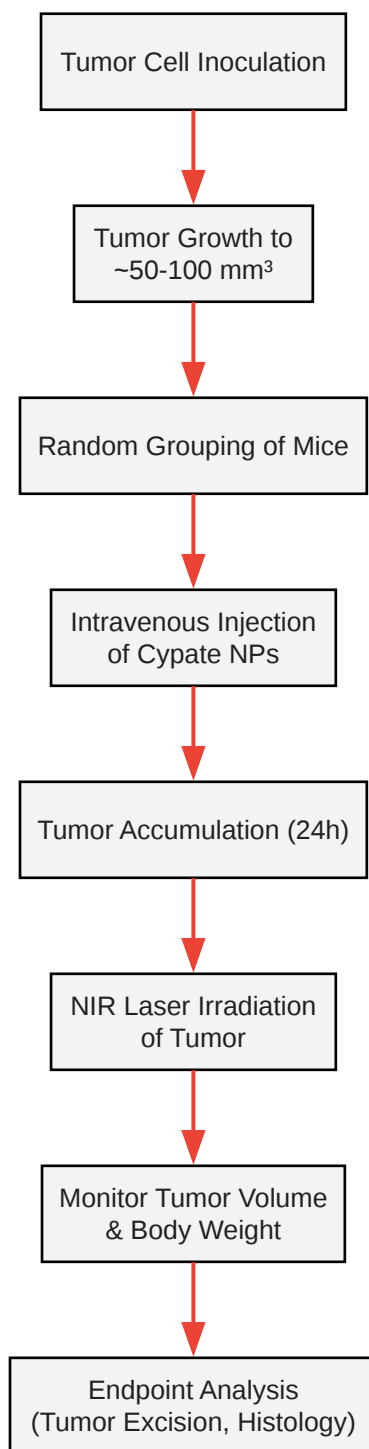 Tumor Cell Inoculation
Tumor Growth to
~50-100 mm³
Random Grouping of Mice
Intravenous Injection
of Cypate NPs
Tumor Accumulation (24h)
NIR Laser Irradiation
of Tumor
Monitor Tumor Volume
& Body Weight
Endpoint Analysis
(Tumor Excision, Histology)